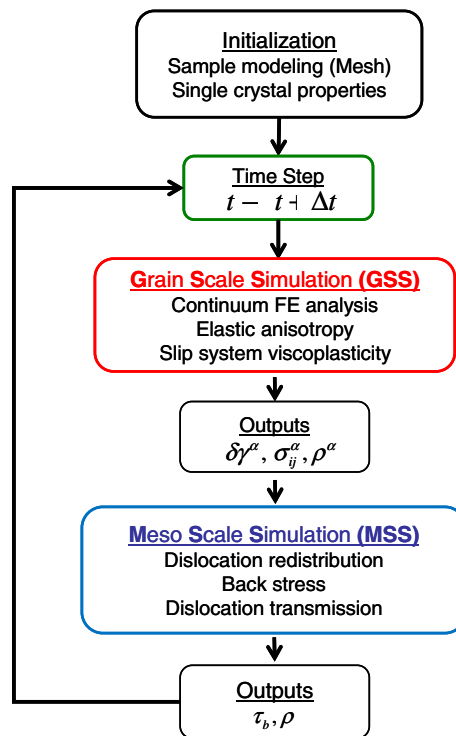 Initialization
Sample modeling (Mesh)
Single crystal properties
Time Step
t − t + Δt
Grain Scale Simulation (GSS)
Continuum FE analysis
Elastic anisotropy
Slip system viscoplasticity
Outputs
δγ^α, σ_ij^α, ρ^α
Meso Scale Simulation (MSS)
Dislocation redistribution
Back stress
Dislocation transmission
Outputs
τ_b, ρ